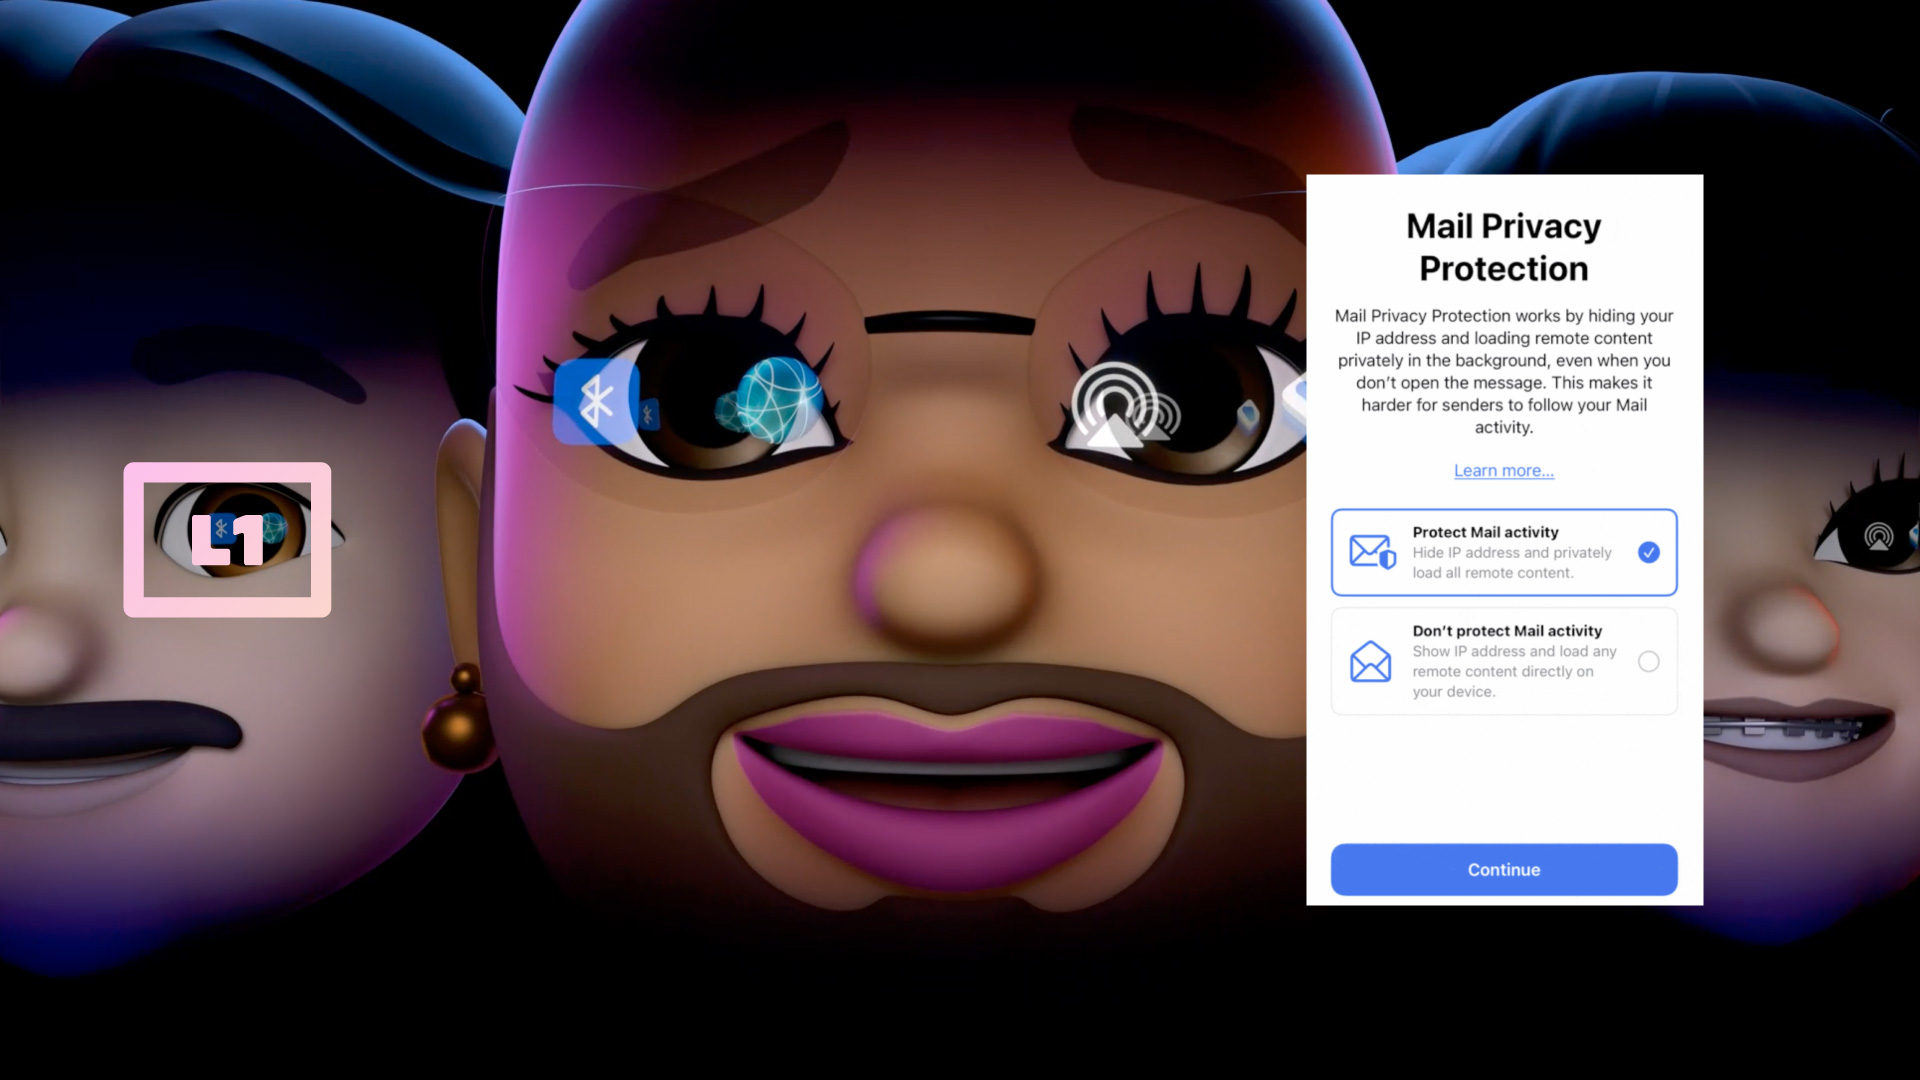 L1
Mail Privacy
Protection
Mail Privacy Protection works by hiding your
IP address and loading remote content
privately in the background, even when you
don’t open the message. This makes it
harder for senders to follow your Mail
activity.
Learn more...
Protect Mail activity
Hide IP address and privately
load all remote content.
Don’t protect Mail activity
Show IP address and load any
remote content directly on
your device.
Continue